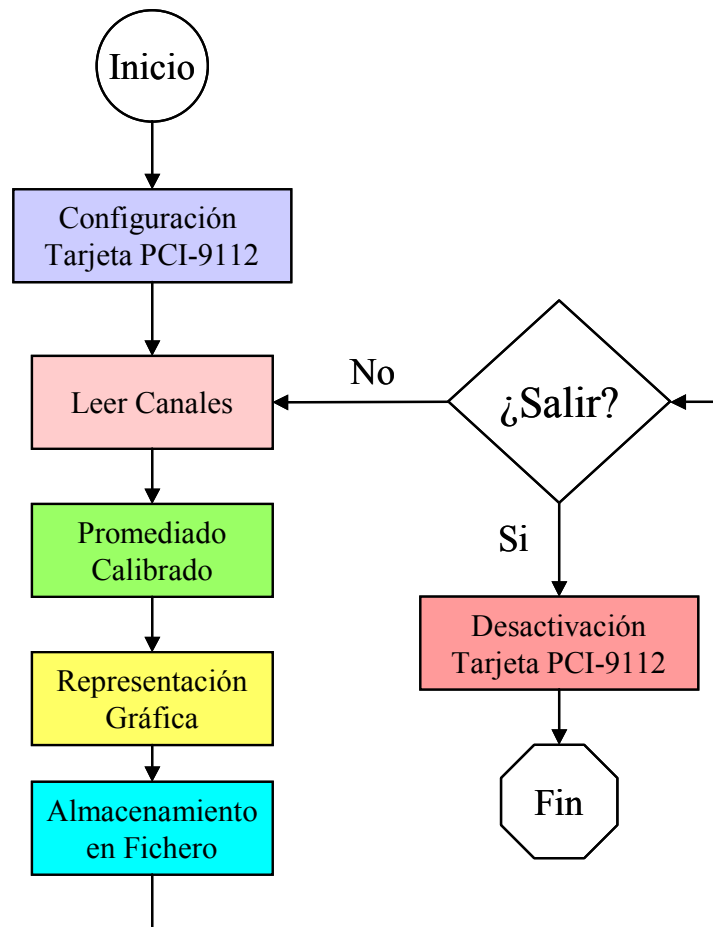 Inicio
Configuración
Tarjeta PCI-9112
Leer Canales
Promediado
Calibrado
Representación
Gráfica
Almacenamiento
en Fichero
No
¿Salir?
Si
Desactivación
Tarjeta PCI-9112
Fin